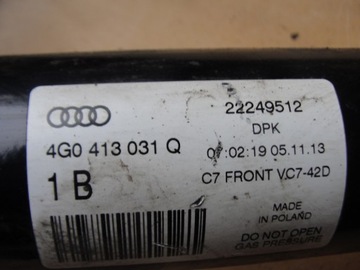 22249512
DPK
4G0 413 031 Q
07:02:19 05.11.13
1 B
C7 FRONT VC7-42D
MADE
IN POLAND
DO NOT OPEN
GAS PRESSURE